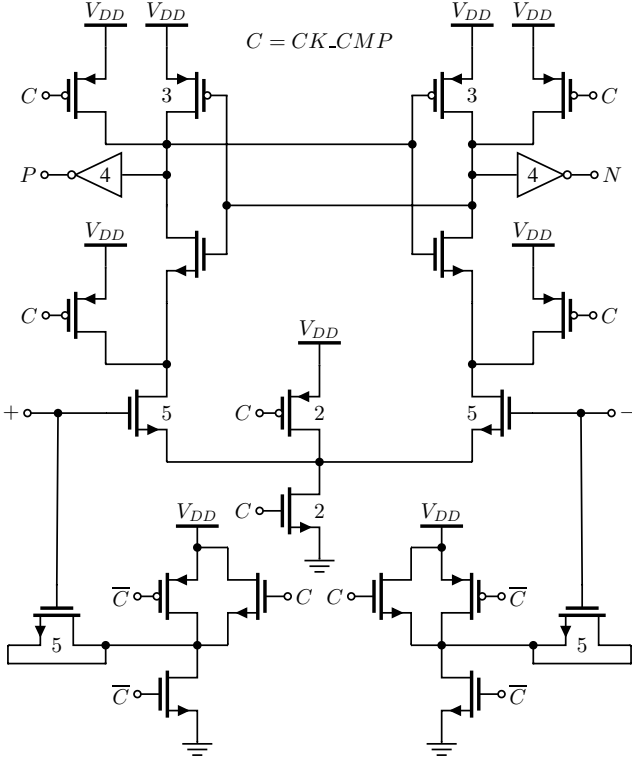 V_DD V_DD C = CK_CMP V_DD V_DD
C 3 3 C
P 4 4 N
V_DD V_DD
C C
V_DD
+ 5 C 2 5 −
C 2
V_DD V_DD
C̅ C C C̅
5 5
C̅ C̅